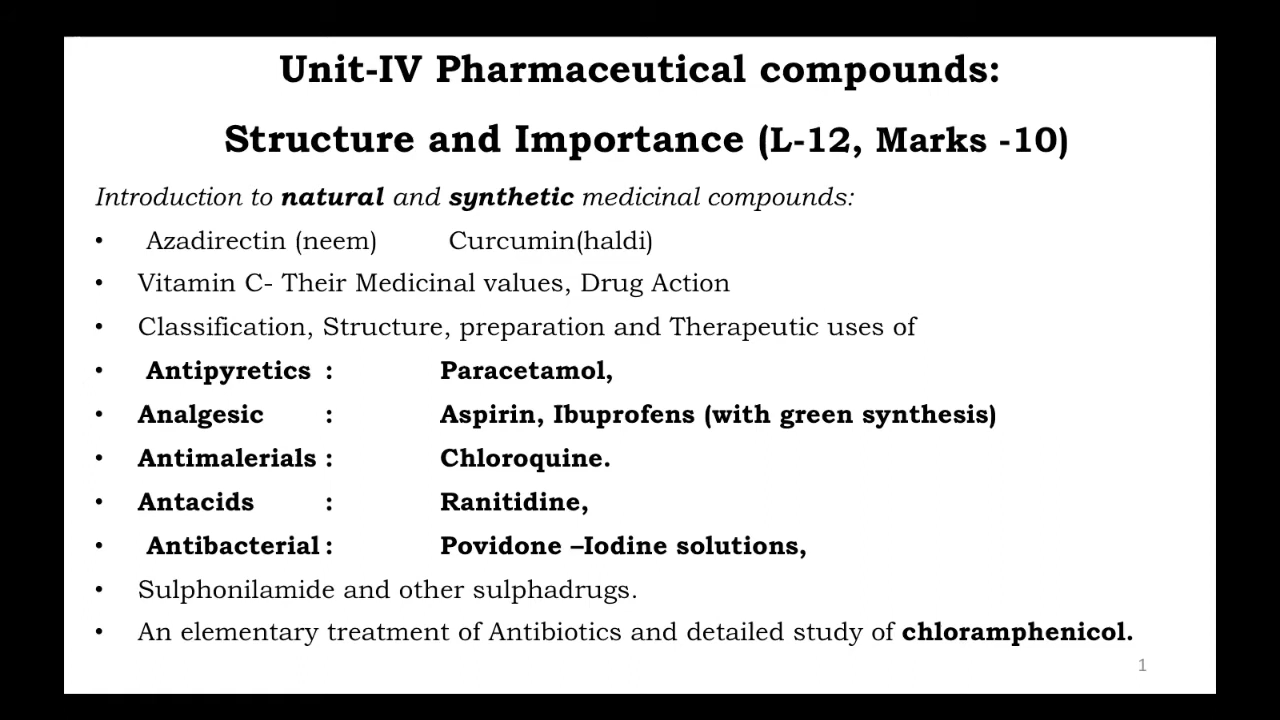 Unit-IV Pharmaceutical compounds:
Structure and Importance (L-12, Marks -10)
Introduction to natural and synthetic medicinal compounds:
• Azadirectin (neem) Curcumin(haldi)
• Vitamin C- Their Medicinal values, Drug Action
• Classification, Structure, preparation and Therapeutic uses of
• Antipyretics : Paracetamol,
• Analgesic : Aspirin, Ibuprofens (with green synthesis)
• Antimalerials : Chloroquine.
• Antacids : Ranitidine,
• Antibacterial : Povidone –Iodine solutions,
• Sulphonilamide and other sulphadrugs.
• An elementary treatment of Antibiotics and detailed study of chloramphenicol.
1